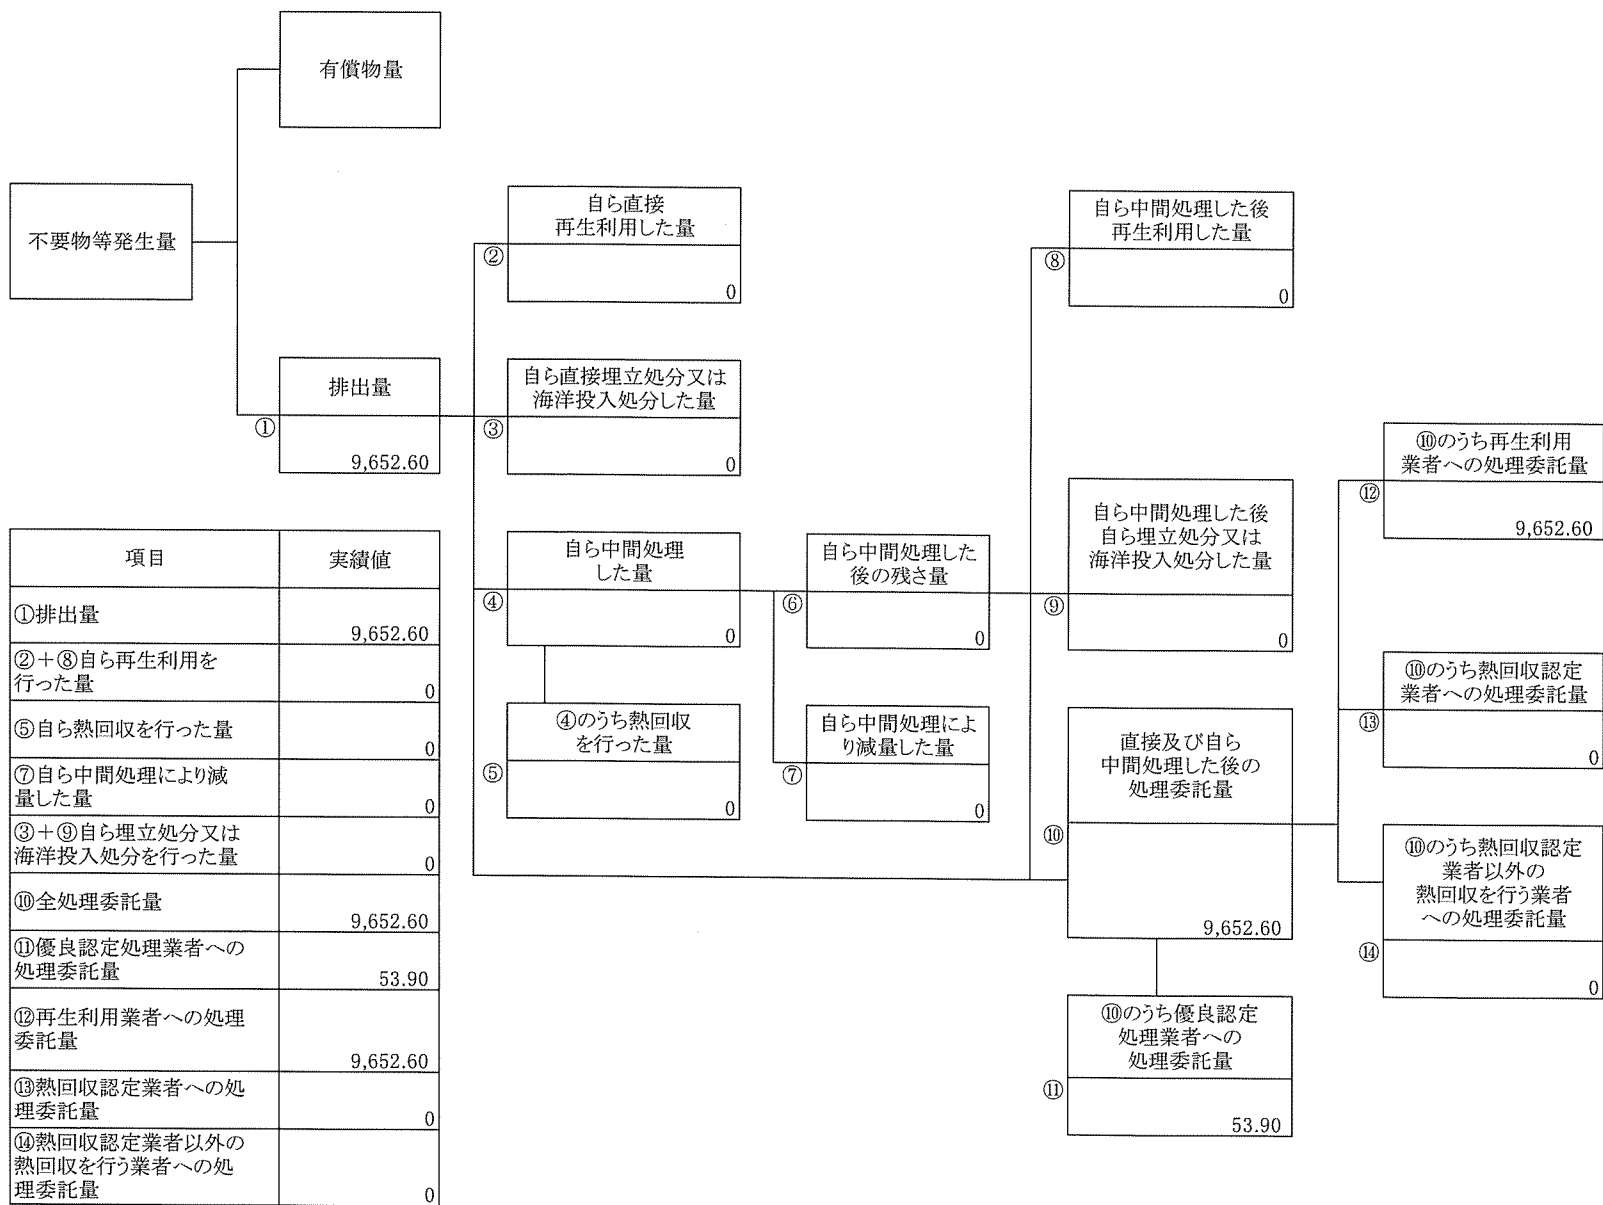 有償物量
不要物等発生量
排出量
①
9,652.60
自ら直接
再生利用した量
②
0
自ら直接埋立処分又は
海洋投入処分した量
③
0
自ら中間処理
した量
④
0
④のうち熱回収
を行った量
⑤
0
自ら中間処理した
後の残さ量
⑥
0
自ら中間処理によ
り減量した量
⑦
0
自ら中間処理した後
再生利用した量
⑧
0
自ら中間処理した後
自ら埋立処分又は
海洋投入処分した量
⑨
0
直接及び自ら
中間処理した後の
処理委託量
⑩
9,652.60
⑩のうち優良認定
処理業者への
処理委託量
⑪
53.90
⑩のうち再生利用
業者への処理委託量
⑫
9,652.60
⑩のうち熱回収認定
業者への処理委託量
⑬
0
⑩のうち熱回収認定
業者以外の
熱回収を行う業者
への処理委託量
⑭
0
項目 実績値
①排出量
9,652.60
②＋⑧自ら再生利用を
行った量
0
⑤自ら熱回収を行った量
0
⑦自ら中間処理により減
量した量
0
③＋⑨自ら埋立処分又は
海洋投入処分を行った量
0
⑩全処理委託量
9,652.60
⑪優良認定処理業者への
処理委託量
53.90
⑫再生利用業者への処理
委託量
9,652.60
⑬熱回収認定業者への処
理委託量
0
⑭熱回収認定業者以外の
熱回収を行う業者への処
理委託量
0